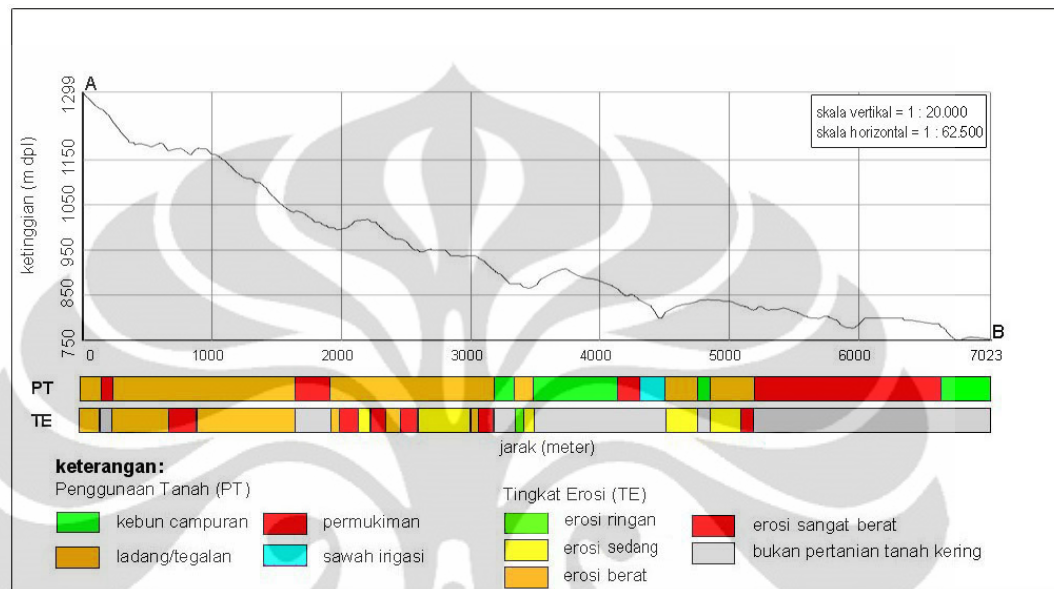 A
skala vertikal = 1 : 20.000
skala horizontal = 1 : 62.500
ketinggian (m dpl)
1299
1150
1050
950
850
750
B
0 1000 2000 3000 4000 5000 6000 7023
PT
TE
jarak (meter)
keterangan:
Penggunaan Tanah (PT)
kebun campuran
permukiman
ladang/tegalan
sawah irigasi
Tingkat Erosi (TE)
erosi ringan
erosi sangat berat
erosi sedang
bukan pertanian tanah kering
erosi berat